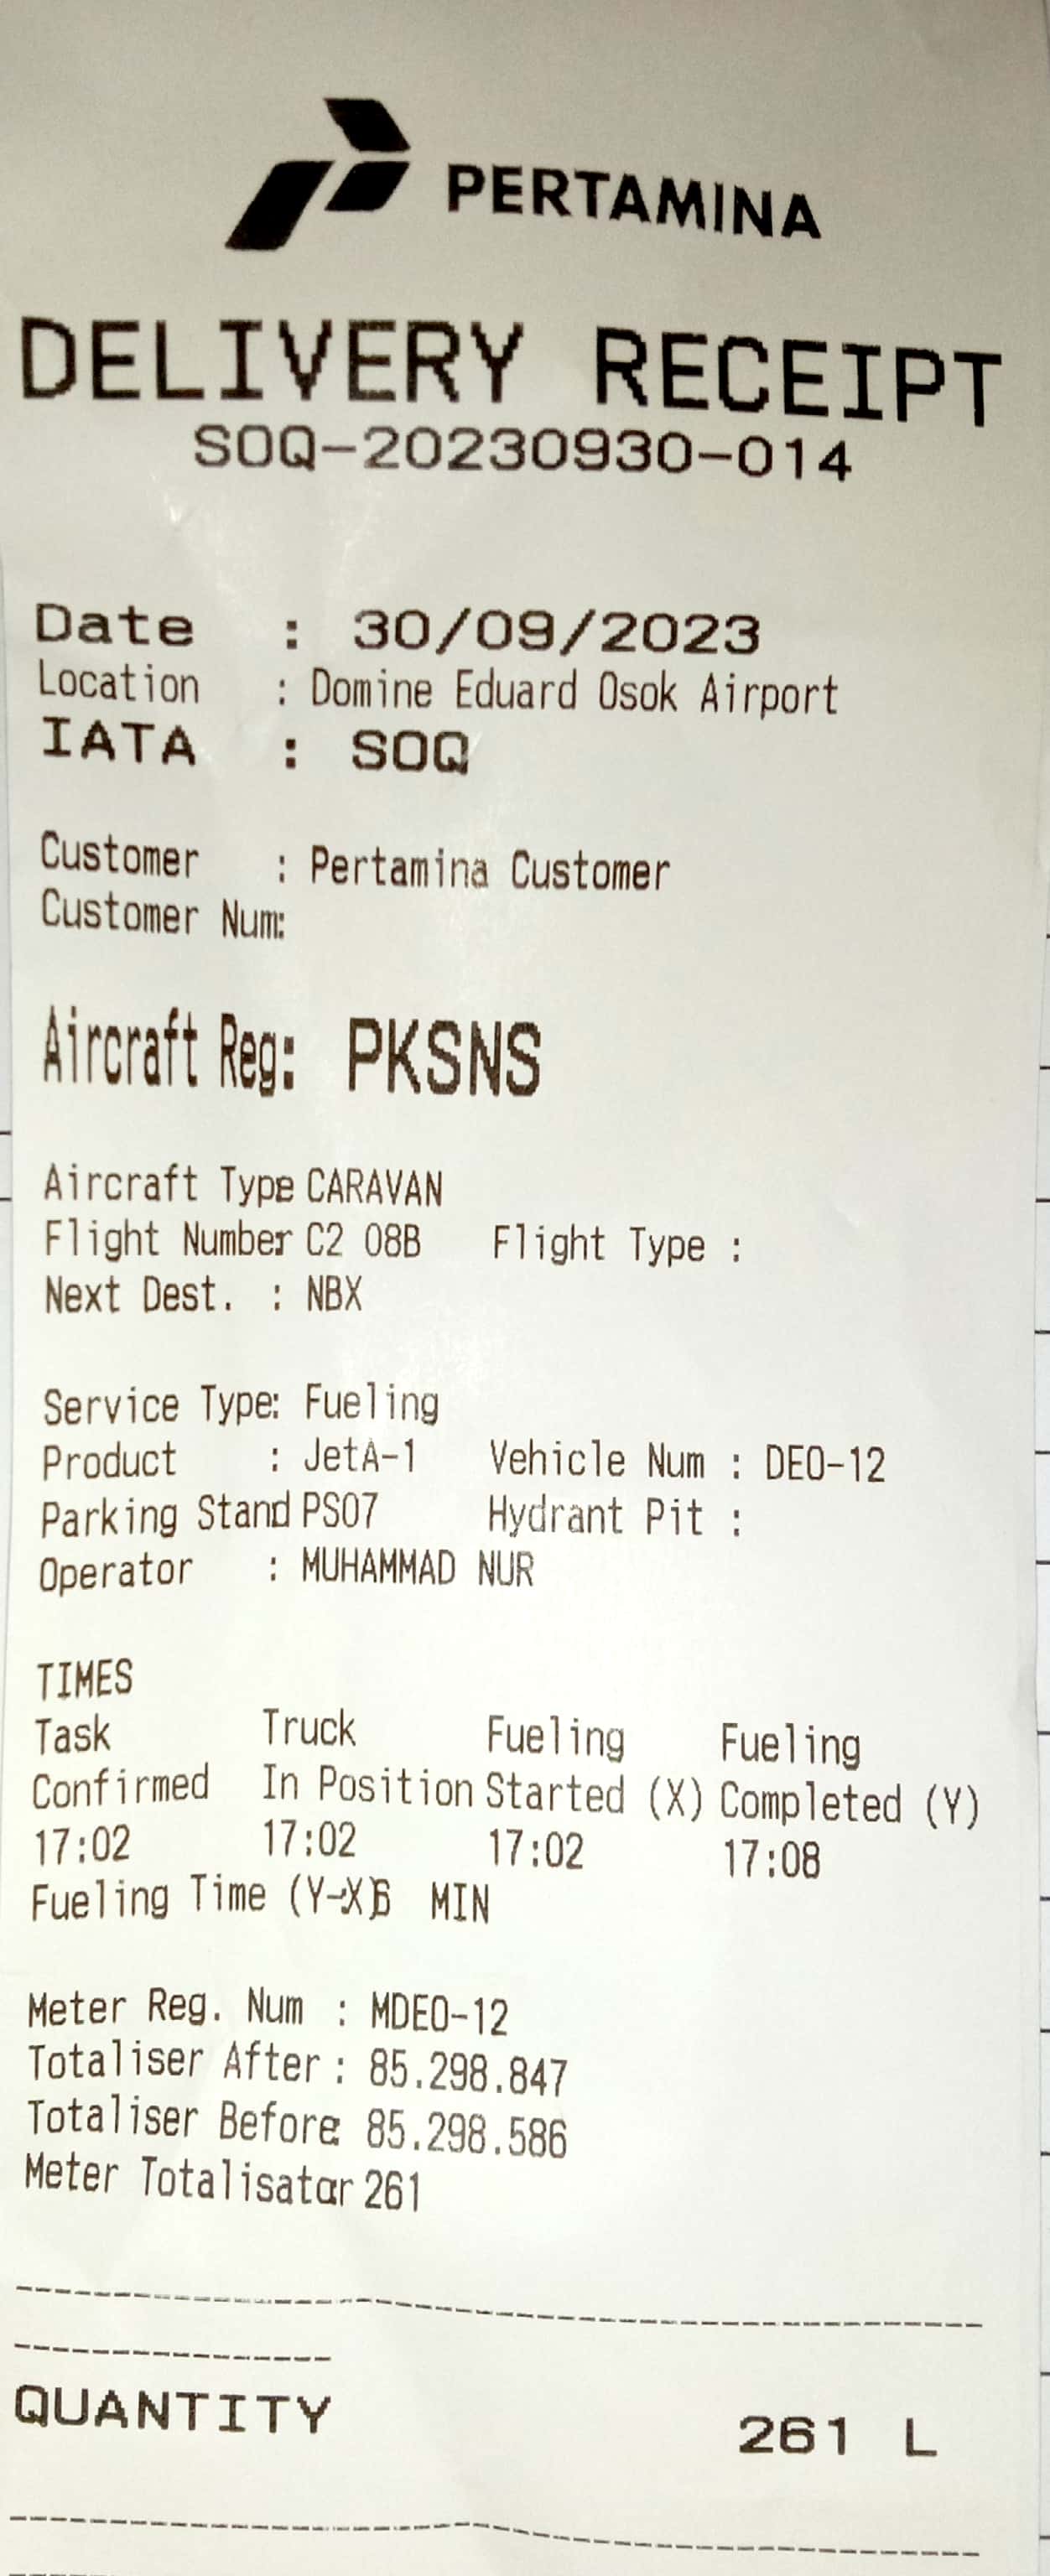 PERTAMINA
DELIVERY RECEIPT
SOQ-20230930-014
Date : 30/09/2023
Location : Domine Eduard Osok Airport
IATA : SOQ
Customer : Pertamina Customer
Customer Num:
Aircraft Reg: PKSNS
Aircraft Type CARAVAN
Flight Number C2 08B Flight Type :
Next Dest. : NBX
Service Type: Fueling
Product : JetA-1 Vehicle Num : DEO-12
Parking Stand PS07 Hydrant Pit :
Operator : MUHAMMAD NUR
TIMES
Task Truck Fueling Fueling
Confirmed In Position Started (X) Completed (Y)
17:02 17:02 17:02 17:08
Fueling Time (Y-X) 6 MIN
Meter Reg. Num : MDEO-12
Totaliser After : 85.298.847
Totaliser Before 85.298.586
Meter Totalisator 261
QUANTITY 261 L